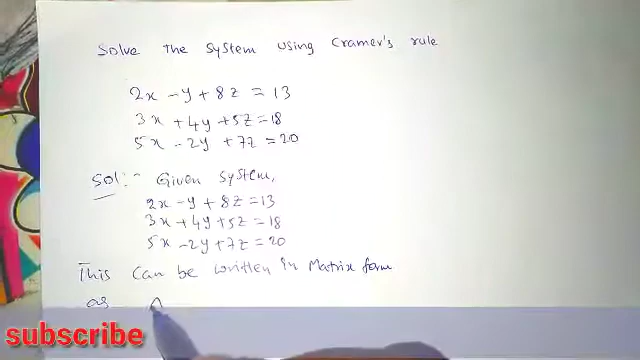 Solve the System using Cramer's rule
2x - y + 8z = 13
3x + 4y + 5z = 18
5x - 2y + 7z = 20
Sol:- Given System,
2x - y + 8z = 13
3x + 4y + 5z = 18
5x - 2y + 7z = 20
This Can be written in Matrix form
as A
subscribe